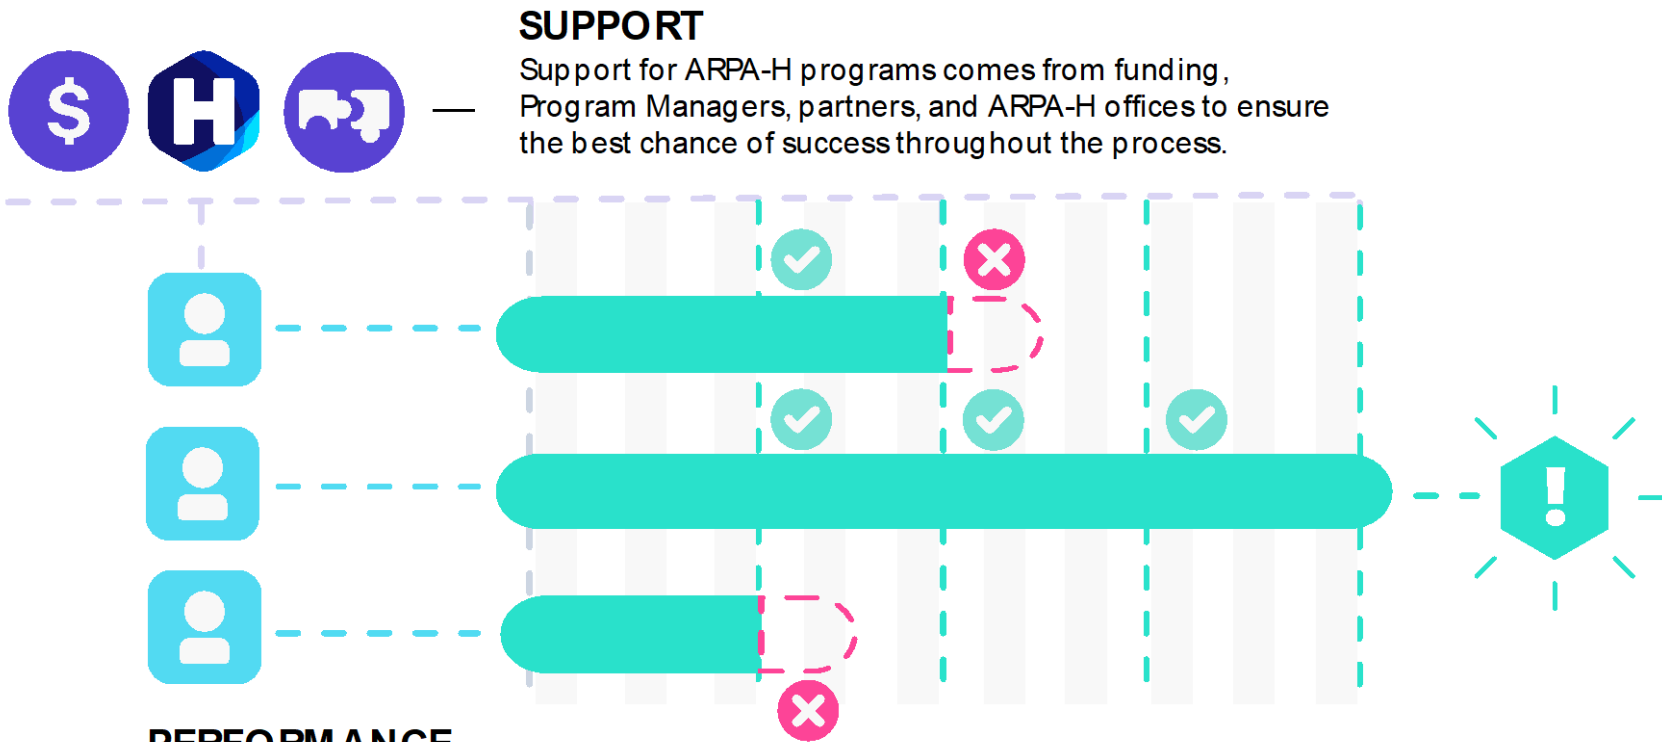 SUPPORT
Support for ARPA-H programs comes from funding,
Program Managers, partners, and ARPA-H offices to ensure
the best chance of success throughout the process.
$
H
!
PERFORMANCE